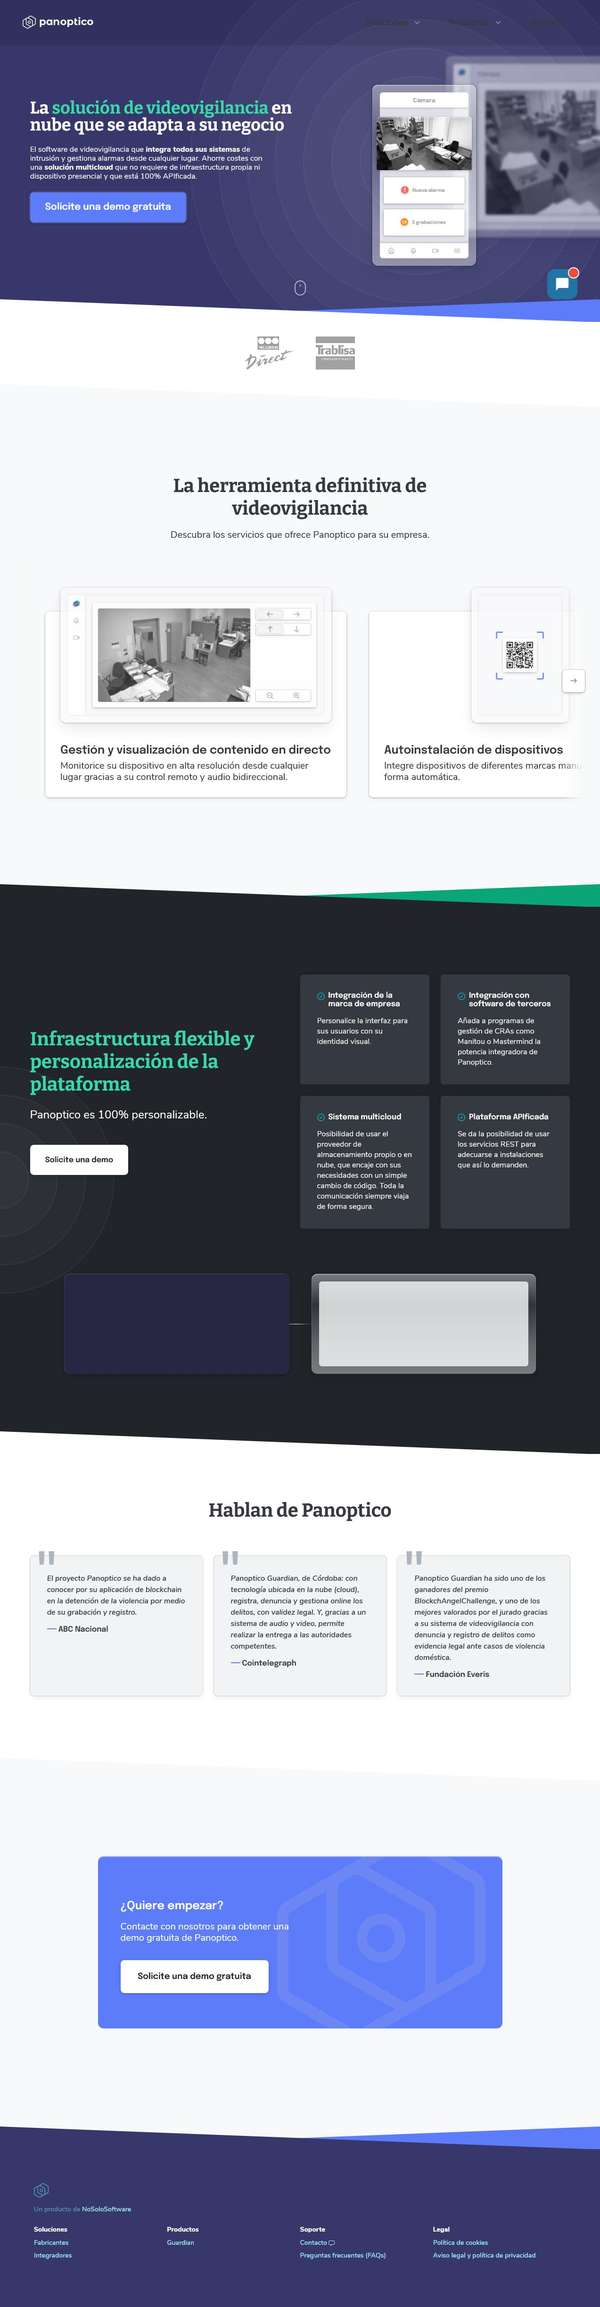 panoptico
La solución de videovigilancia en
nube que se adapta a su negocio
El software de videovigilancia que integra todos sus sistemas de
intrusión y gestiona alarmas desde cualquier lugar. Ahorre costes con
una solución multicloud que no requiere de infraestructura propia ni
dispositivo presencial y que está 100% APIficada.
Solicite una demo gratuita
Cámara
Nueva alarma
5 grabaciones
Direct
Trablisa
La herramienta definitiva de
videovigilancia
Descubra los servicios que ofrece Panoptico para su empresa.
Gestión y visualización de contenido en directo
Monitorice su dispositivo en alta resolución desde cualquier
lugar gracias a su control remoto y audio bidireccional.
Autoinstalación de dispositivos
Integre dispositivos de diferentes marcas
forma automática.
Infraestructura flexible y
personalización de la
plataforma
Panoptico es 100% personalizable.
Solicite una demo
Integración de la
marca de empresa
Personalice la interfaz para
sus usuarios con su
identidad visual.
Integración con
software de terceros
Añada a programas de
gestión de CRAs como
Manitou o Mastermind la
potencia integradora de
Panoptico.
Sistema multicloud
Posibilidad de usar el
proveedor de
almacenamiento propio o en
nube, que encaje con sus
necesidades con un simple
cambio de código. Toda la
comunicación siempre viaja
de forma segura.
Plataforma APIficada
Se da la posibilidad de usar
los servicios REST para
adecuarse a instalaciones
que así lo demanden.
Hablan de Panoptico
El proyecto Panoptico se ha dado a
conocer por su aplicación de blockchain
en la detención de la violencia por medio
de su grabación y registro.
— ABC Nacional
Panoptico Guardian, de Córdoba: con
tecnología ubicada en la nube (cloud),
registra, denuncia y gestiona online los
delitos, con validez legal. Y, gracias a un
sistema de audio y video, permite
realizar la entrega a las autoridades
competentes.
— Cointelegraph
Panoptico Guardian ha sido uno de los
ganadores del premio
BlockchAngelChallenge, y uno de los
mejores valorados por el jurado gracias
a su sistema de videovigilancia con
denuncia y registro de delitos como
evidencia legal ante casos de violencia
doméstica.
— Fundación Everis
¿Quiere empezar?
Contacte con nosotros para obtener una
demo gratuita de Panoptico.
Solicite una demo gratuita
Un producto de NoSoloSoftware
Soluciones
Fabricantes
Integradores
Productos
Guardian
Soporte
Contacto
Preguntas frecuentes (FAQs)
Legal
Política de cookies
Aviso legal y política de privacidad